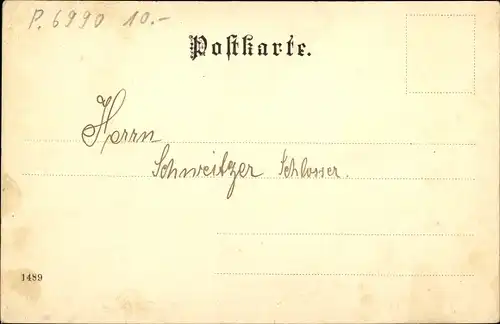 P. 6990 10.-
Postkarte.
Herrn
Schweitzer Schlosser.
1489